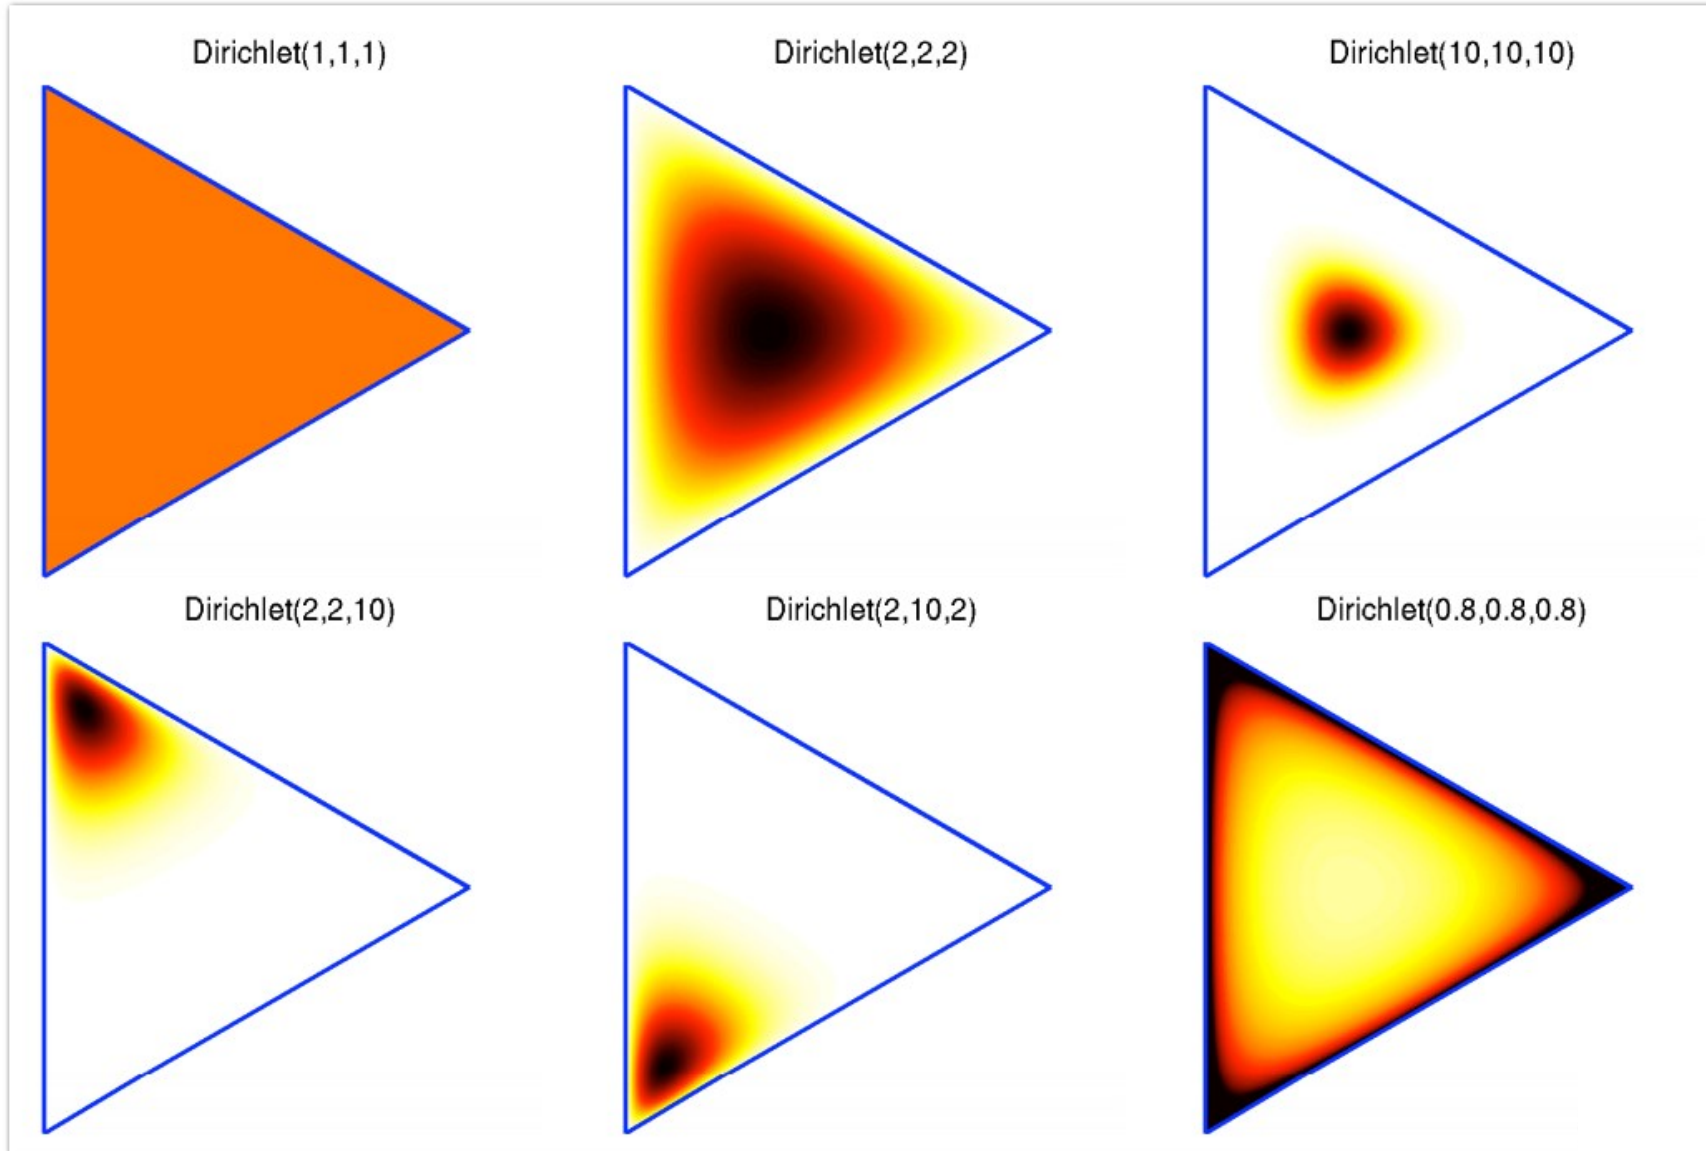 Dirichlet(1,1,1)
Dirichlet(2,2,2)
Dirichlet(10,10,10)
Dirichlet(2,2,10)
Dirichlet(2,10,2)
Dirichlet(0.8,0.8,0.8)